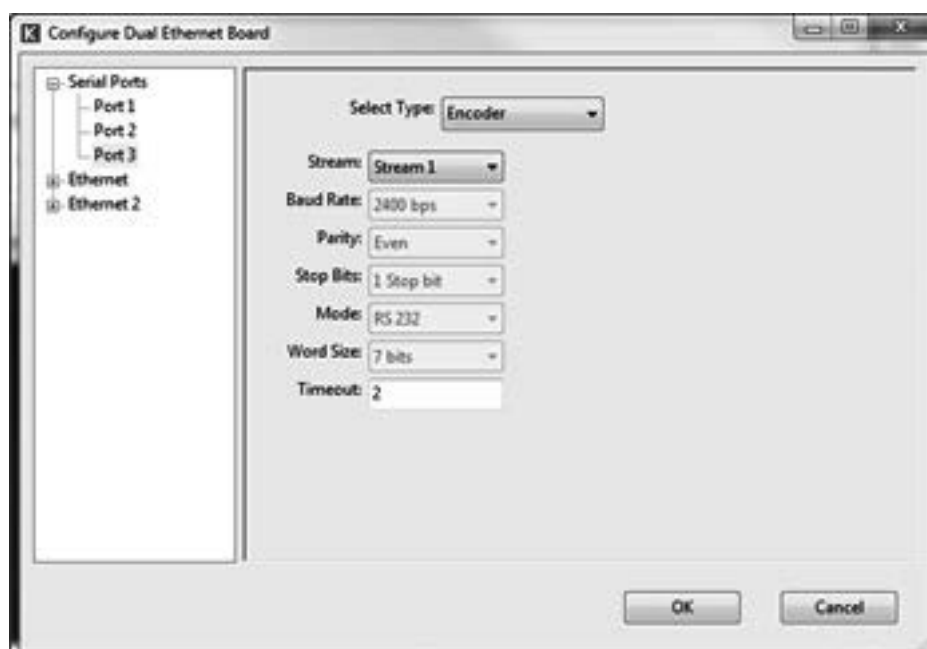 K Configure Dual Ethernet Board
Serial Ports
Port 1
Port 2
Port 3
Ethernet
Ethernet 2
Select Type: Encoder
Stream: Stream 1
Baud Rate: 2400 bps
Parity: Even
Stop Bits: 1 Stop bit
Mode: RS 232
Word Size: 7 bits
Timeout: 2
OK Cancel